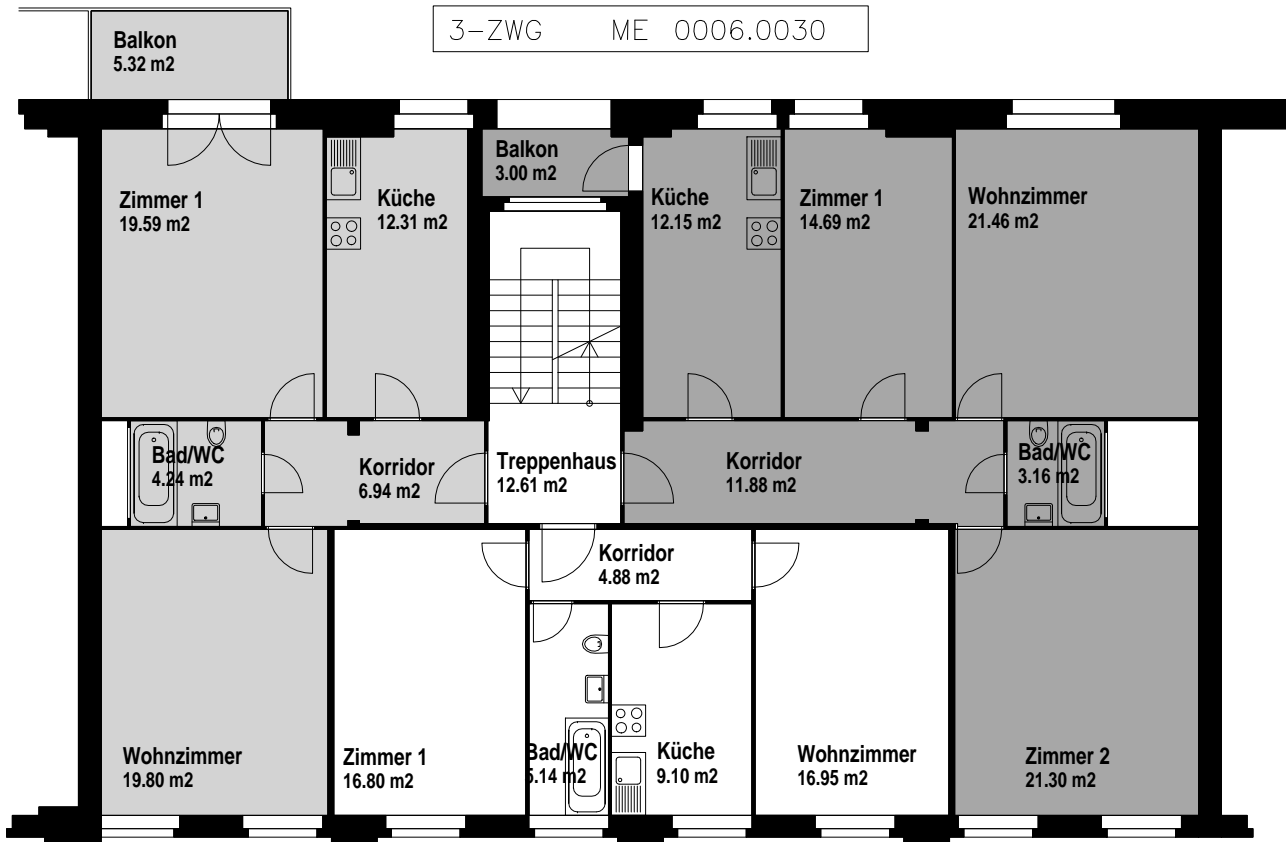 3-ZWG ME 0006.0030
Balkon
5.32 m2
Balkon
3.00 m2
Zimmer 1
19.59 m2
Küche
12.31 m2
Küche
12.15 m2
Zimmer 1
14.69 m2
Wohnzimmer
21.46 m2
Bad/WC
4.24 m2
Korridor
6.94 m2
Treppenhaus
12.61 m2
Korridor
11.88 m2
Bad/WC
3.16 m2
Korridor
4.88 m2
Wohnzimmer
19.80 m2
Zimmer 1
16.80 m2
Bad/WC
5.14 m2
Küche
9.10 m2
Wohnzimmer
16.95 m2
Zimmer 2
21.30 m2